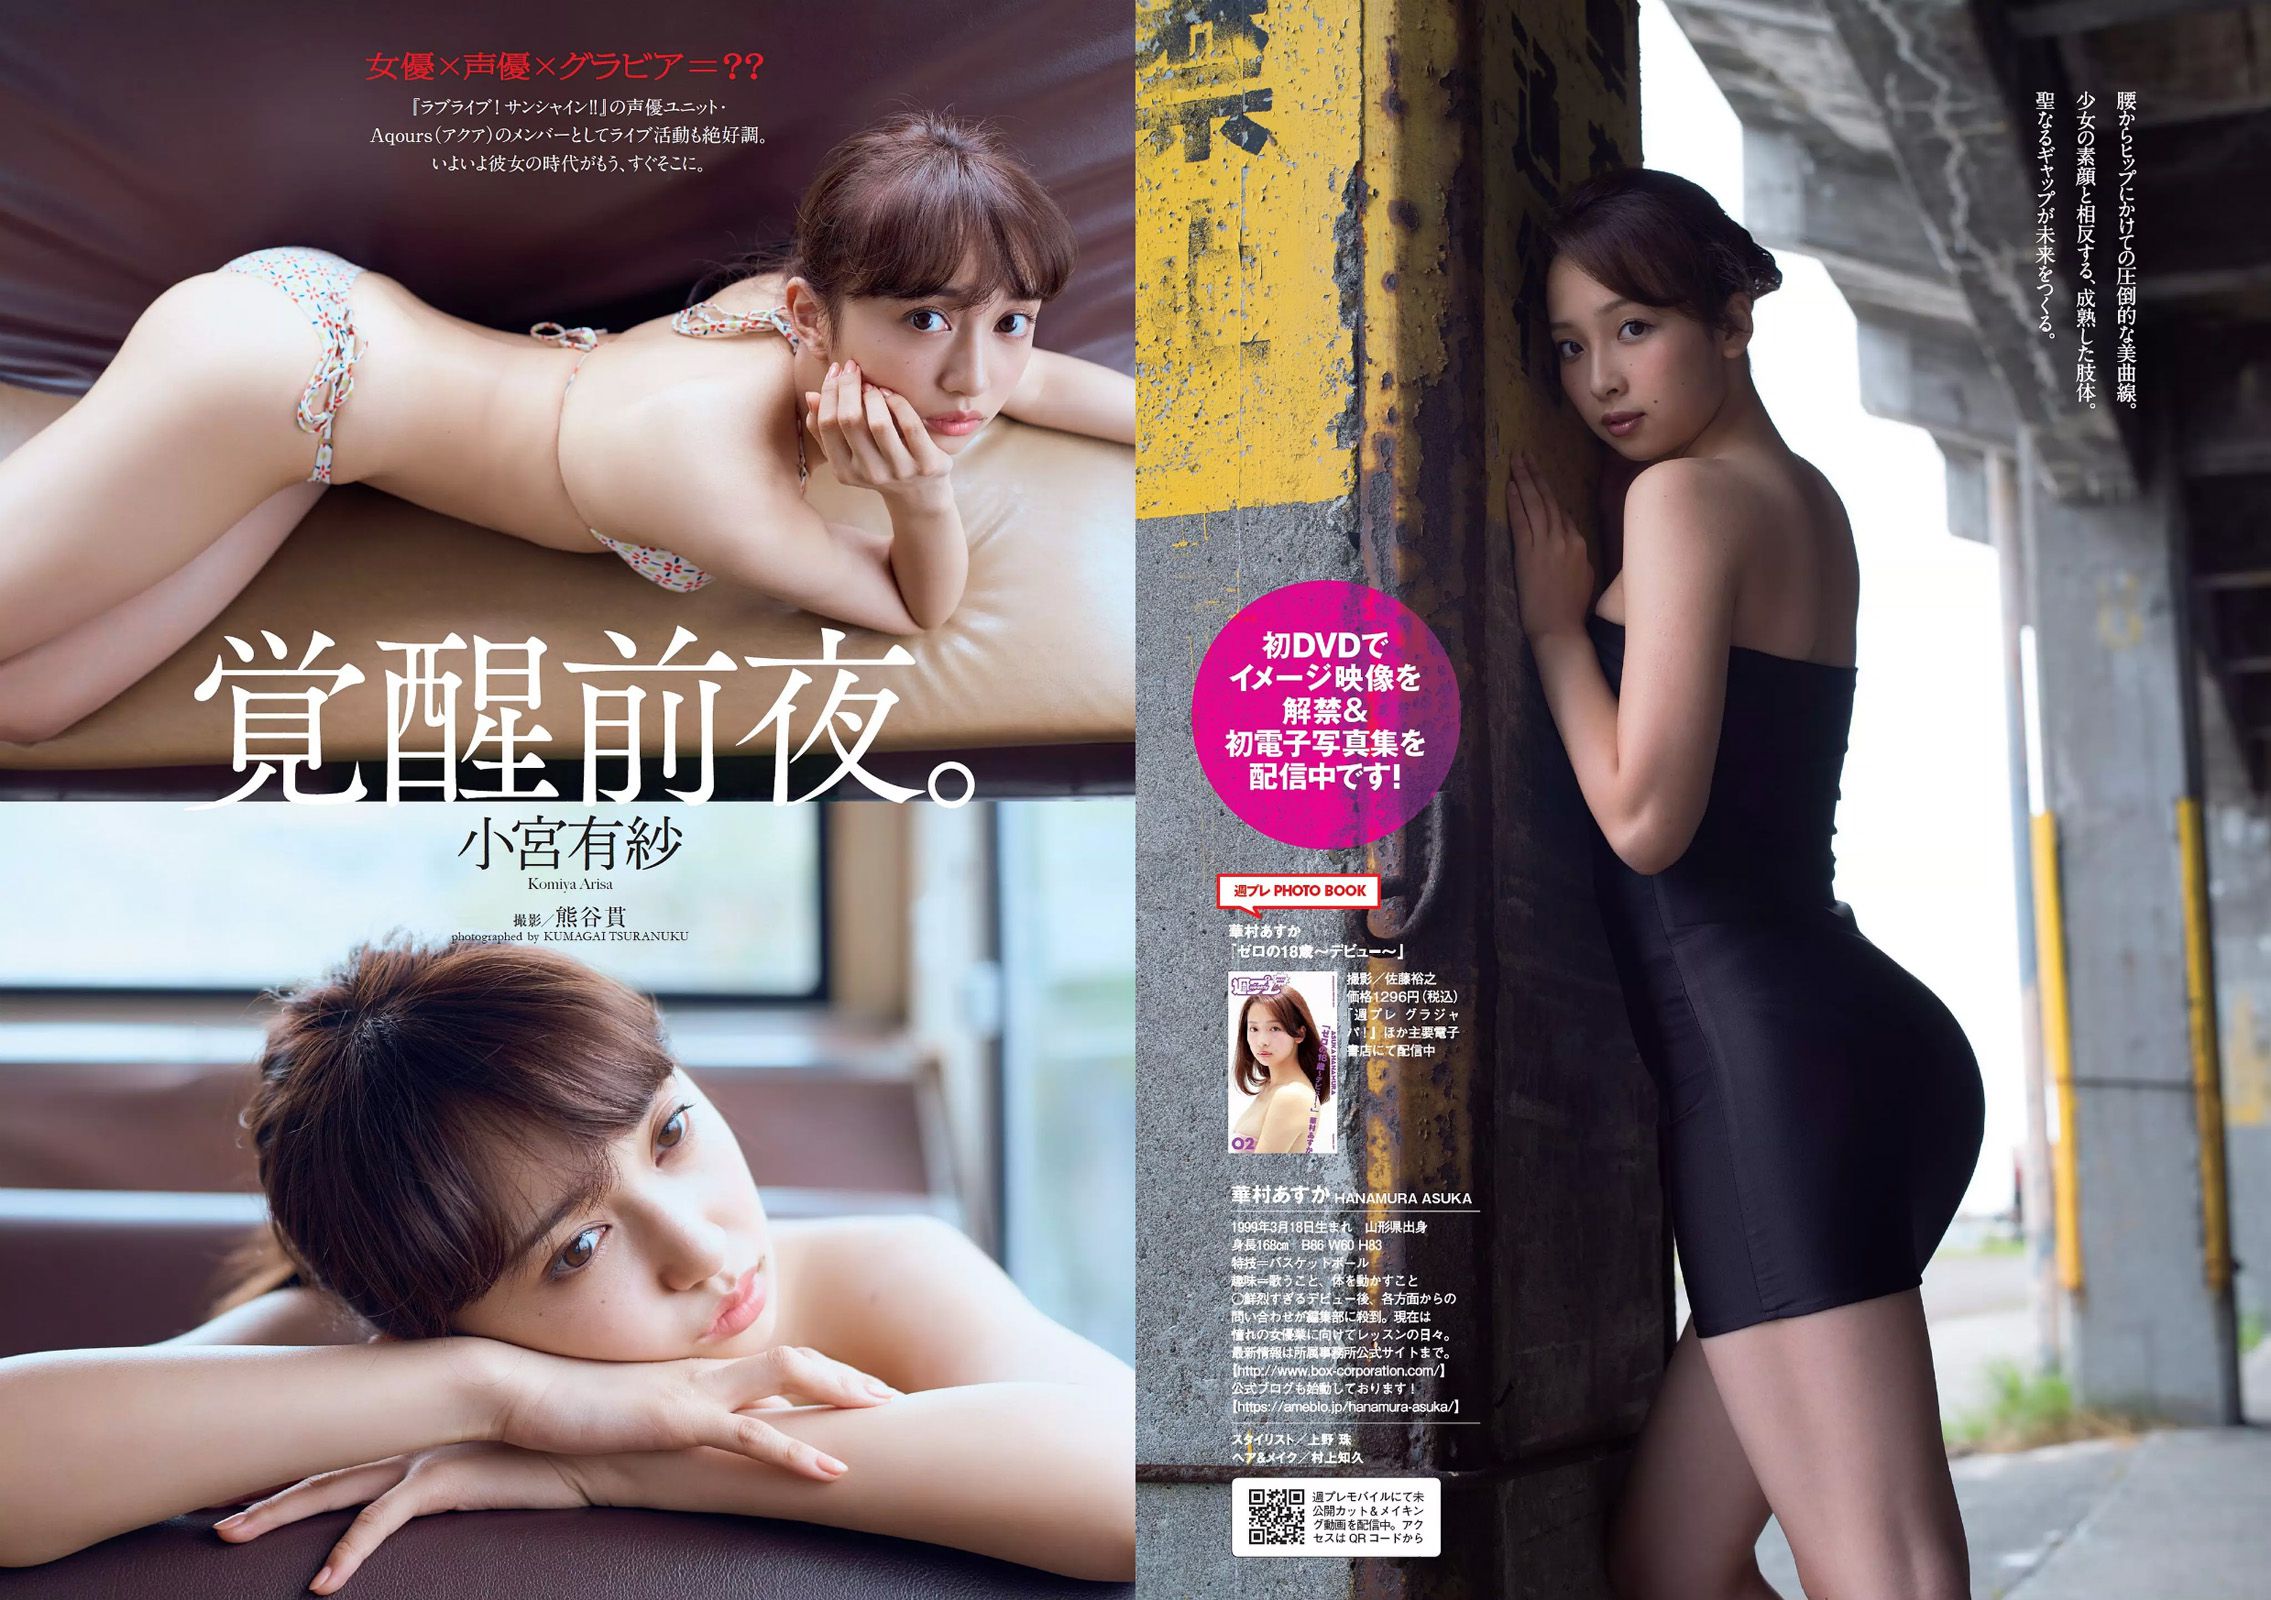 女優×声優×グラビア=??
『ラブライブ！サンシャイン!!』の声優ユニット・
Aqours(アクア)のメンバーとしてライブ活動も絶好調。
いよいよ彼女の時代がもう、すぐそこに。
覚醒前夜。
小宮有紗
Komiya Arisa
撮影／熊谷貫
photographed by KUMAGAI TSURANUKU
腰からヒップにかけての圧倒的な美曲線。
少女の素顔と相反する、成熟した肢体。
聖なるギャップが未来をつくる。
初DVDで
イメージ映像を
解禁&
初電子写真集を
配信中です!
週プレ PHOTO BOOK
華村あすか
「ゼロの18歳〜デビュー〜」
撮影／佐藤裕之
価格1,296円(税込)
『週プレ グラジャ
パ!』ほか主要電子
書店にて配信中
ASUKA HANAMURA
「ゼロの18歳〜デビュー〜」 華村あすか
02
華村あすか HANAMURA ASUKA
1999年3月18日生まれ 山形県出身
身長168㎝ B86 W60 H83
特技＝バスケットボール
趣味＝歌うこと、体を動かすこと
○鮮烈すぎるデビュー後、各方面からの
問い合わせが編集部に殺到。現在は
憧れの女優業に向けてレッスンの日々。
最新情報は所属事務所公式サイトまで。
【http://www.box-corporation.com/】
公式ブログも始動しております！
【https://ameblo.jp/hanamura-asuka/】
スタイリスト／上野 珠
ヘア&メイク／村上知久
週プレモバイルにて未
公開カット&メイキン
グ動画を配信中。アク
セスはQRコードから